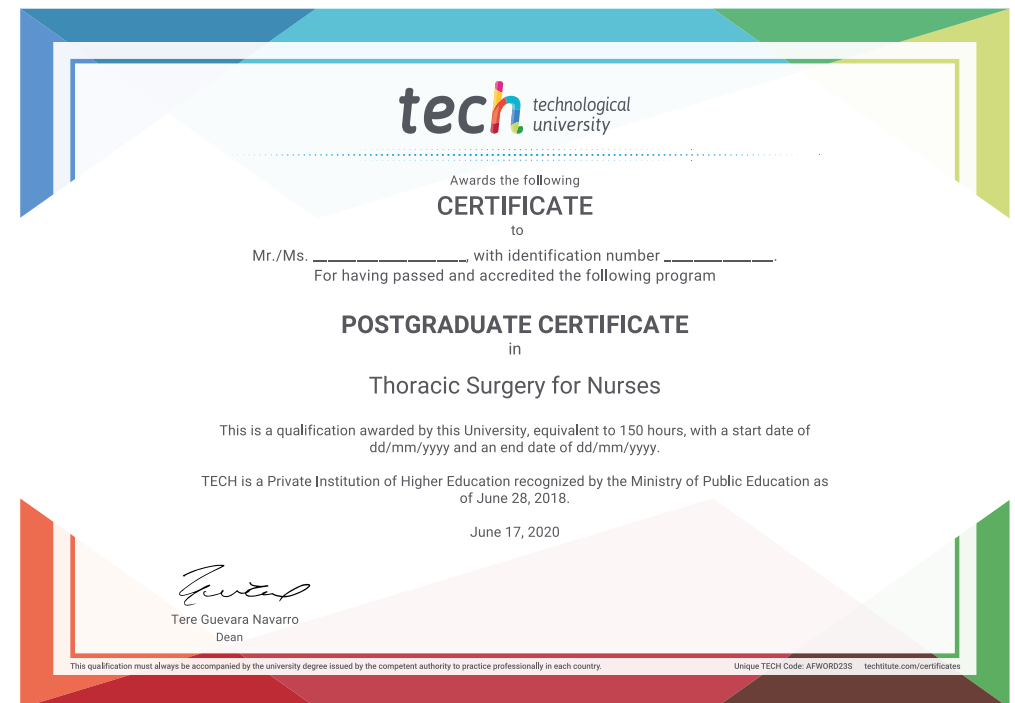 tech technological
university
Awards the following
CERTIFICATE
to
Mr./Ms. ____________________, with identification number ______________.
For having passed and accredited the following program
POSTGRADUATE CERTIFICATE
in
Thoracic Surgery for Nurses
This is a qualification awarded by this University, equivalent to 150 hours, with a start date of
dd/mm/yyyy and an end date of dd/mm/yyyy.
TECH is a Private Institution of Higher Education recognized by the Ministry of Public Education as
of June 28, 2018.
June 17, 2020
Tere Guevara Navarro
Dean
This qualification must always be accompanied by the university degree issued by the competent authority to practice professionally in each country.
Unique TECH Code: AFWORD23S techtitute.com/certificates